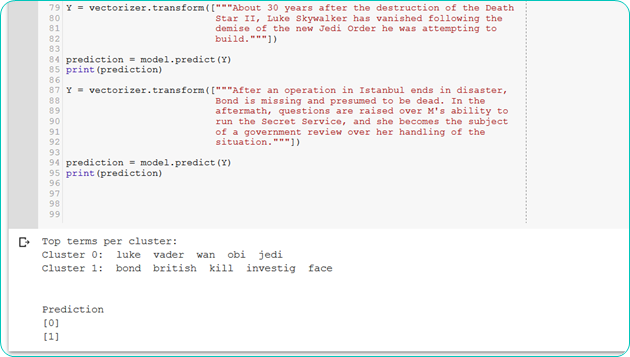 79 Y = vectorizer.transform(["""About 30 years after the destruction of the Death
80 Star II, Luke Skywalker has vanished following the
81 demise of the new Jedi Order he was attempting to
82 build."""])
83
84 prediction = model.predict(Y)
85 print(prediction)
86
87 Y = vectorizer.transform(["""After an operation in Istanbul ends in disaster,
88 Bond is missing and presumed to be dead. In the
89 aftermath, questions are raised over M's ability to
90 run the Secret Service, and she becomes the subject
91 of a government review over her handling of the
92 situation."""])
93
94 prediction = model.predict(Y)
95 print(prediction)
96
97
98
99
Top terms per cluster:
Cluster 0: luke vader wan obi jedi
Cluster 1: bond british kill investig face
Prediction
[0]
[1]